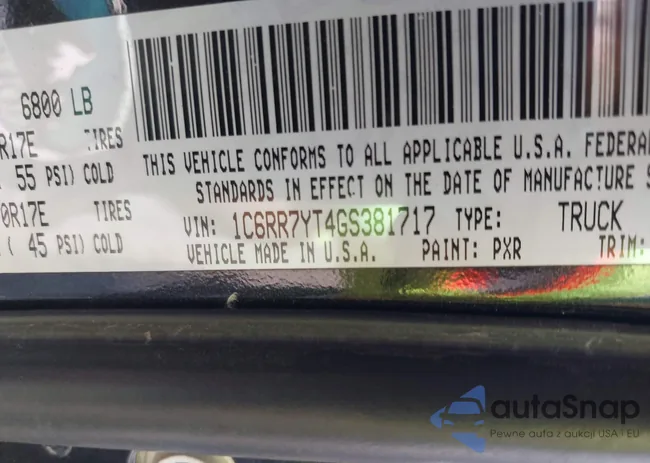 6800 LB
R17E TIRES
55 PSI) COLD
0R17E TIRES
( 45 PSI) COLD
THIS VEHICLE CONFORMS TO ALL APPLICABLE U.S.A. FEDERA
STANDARDS IN EFFECT ON THE DATE OF MANUFACTURE S
VIN: 1C6RR7YT4GS381717 TYPE: TRUCK
VEHICLE MADE IN U.S.A. PAINT: PXR TRIM:
autaSnap
Pewne auta z aukcji USA i EU